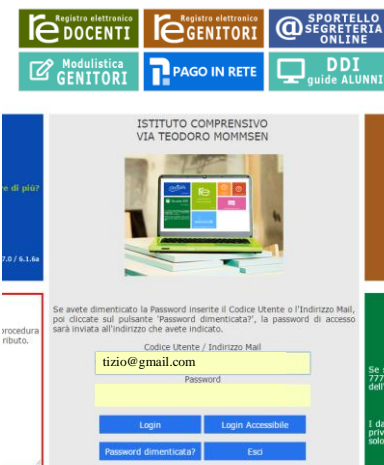 Registro elettronico
re DOCENTI
Registro elettronico
re GENITORI
@ SPORTELLO
SEGRETERIA
ONLINE
Modulistica
GENITORI
PAGO IN RETE
DDI
guide ALUNNI
ISTITUTO COMPRENSIVO
VIA TEODORO MOMMSEN
e di più?
7.0 / 6.1.6a
procedura
ributo.
Se avete dimenticato la Password inserite il Codice Utente o l'Indirizzo Mail,
poi cliccate sul pulsante 'Password dimenticata?', la password di accesso
sarà inviata all'indirizzo che avete indicato.
Codice Utente / Indirizzo Mail
tizio@gmail.com
Password
Login
Login Accessibile
Password dimenticata?
Esci
Se s
777
dell'
I da
priv
solo